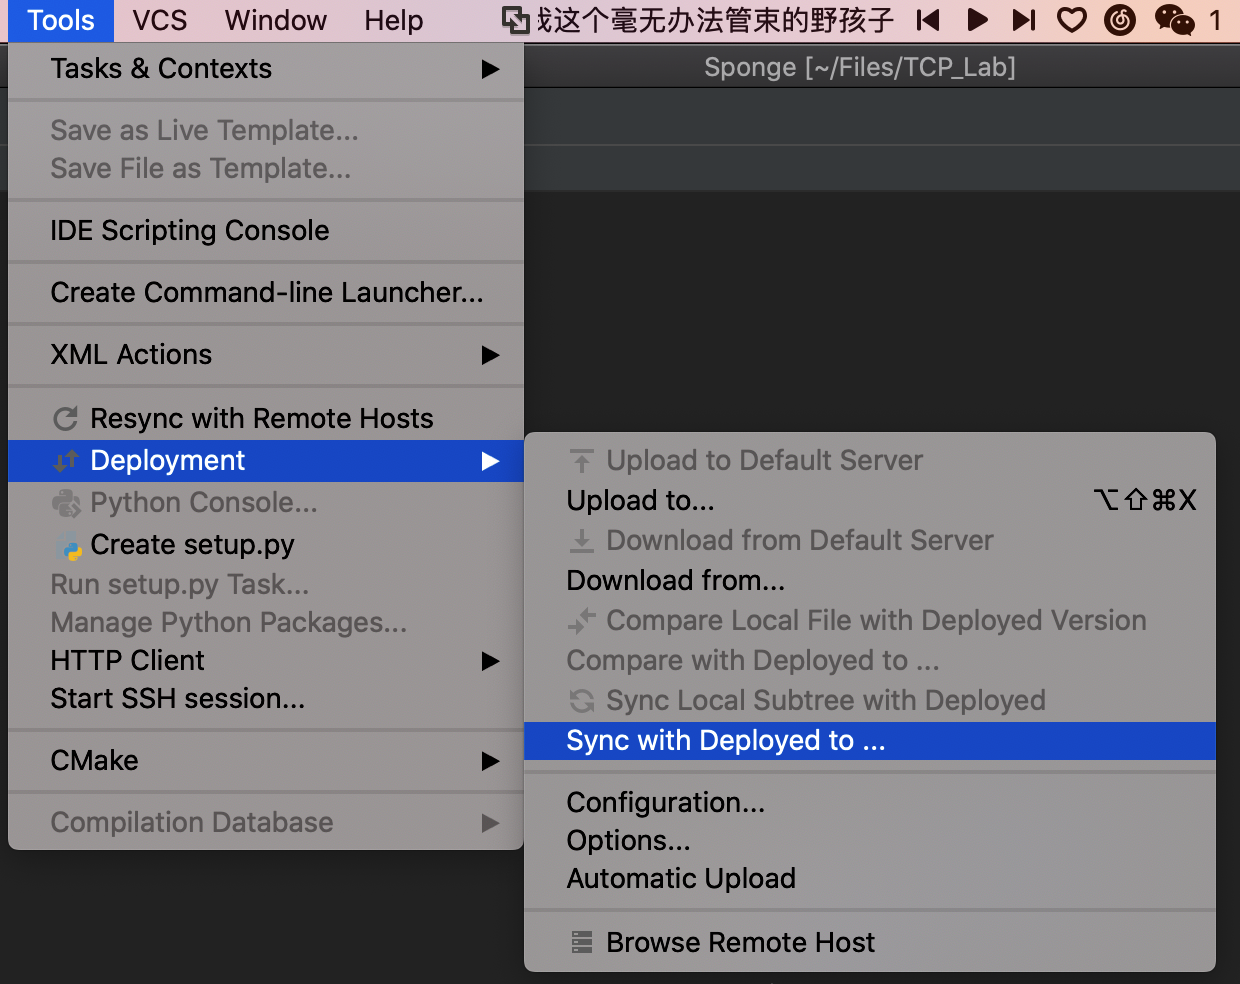 Tools VCS Window Help 我这个毫无办法管束的野孩子 1
Sponge [~/Files/TCP_Lab]
Tasks & Contexts
Save as Live Template...
Save File as Template...
IDE Scripting Console
Create Command-line Launcher...
XML Actions
Resync with Remote Hosts
Deployment
Python Console...
Create setup.py
Run setup.py Task...
Manage Python Packages...
HTTP Client
Start SSH session...
CMake
Compilation Database
Upload to Default Server
Upload to... ⌥⇧⌘X
Download from Default Server
Download from...
Compare Local File with Deployed Version
Compare with Deployed to ...
Sync Local Subtree with Deployed
Sync with Deployed to ...
Configuration...
Options...
Automatic Upload
Browse Remote Host